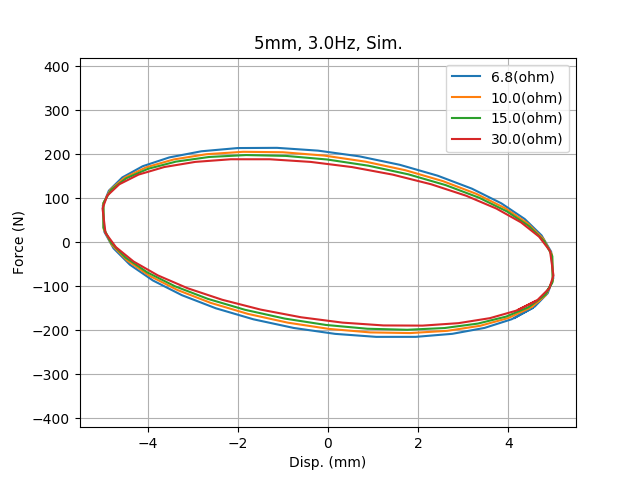 5mm, 3.0Hz, Sim.
6.8(ohm)
10.0(ohm)
15.0(ohm)
30.0(ohm)
Force (N)
400
300
200
100
0
−100
−200
−300
−400
−4
−2
0
2
4
Disp. (mm)